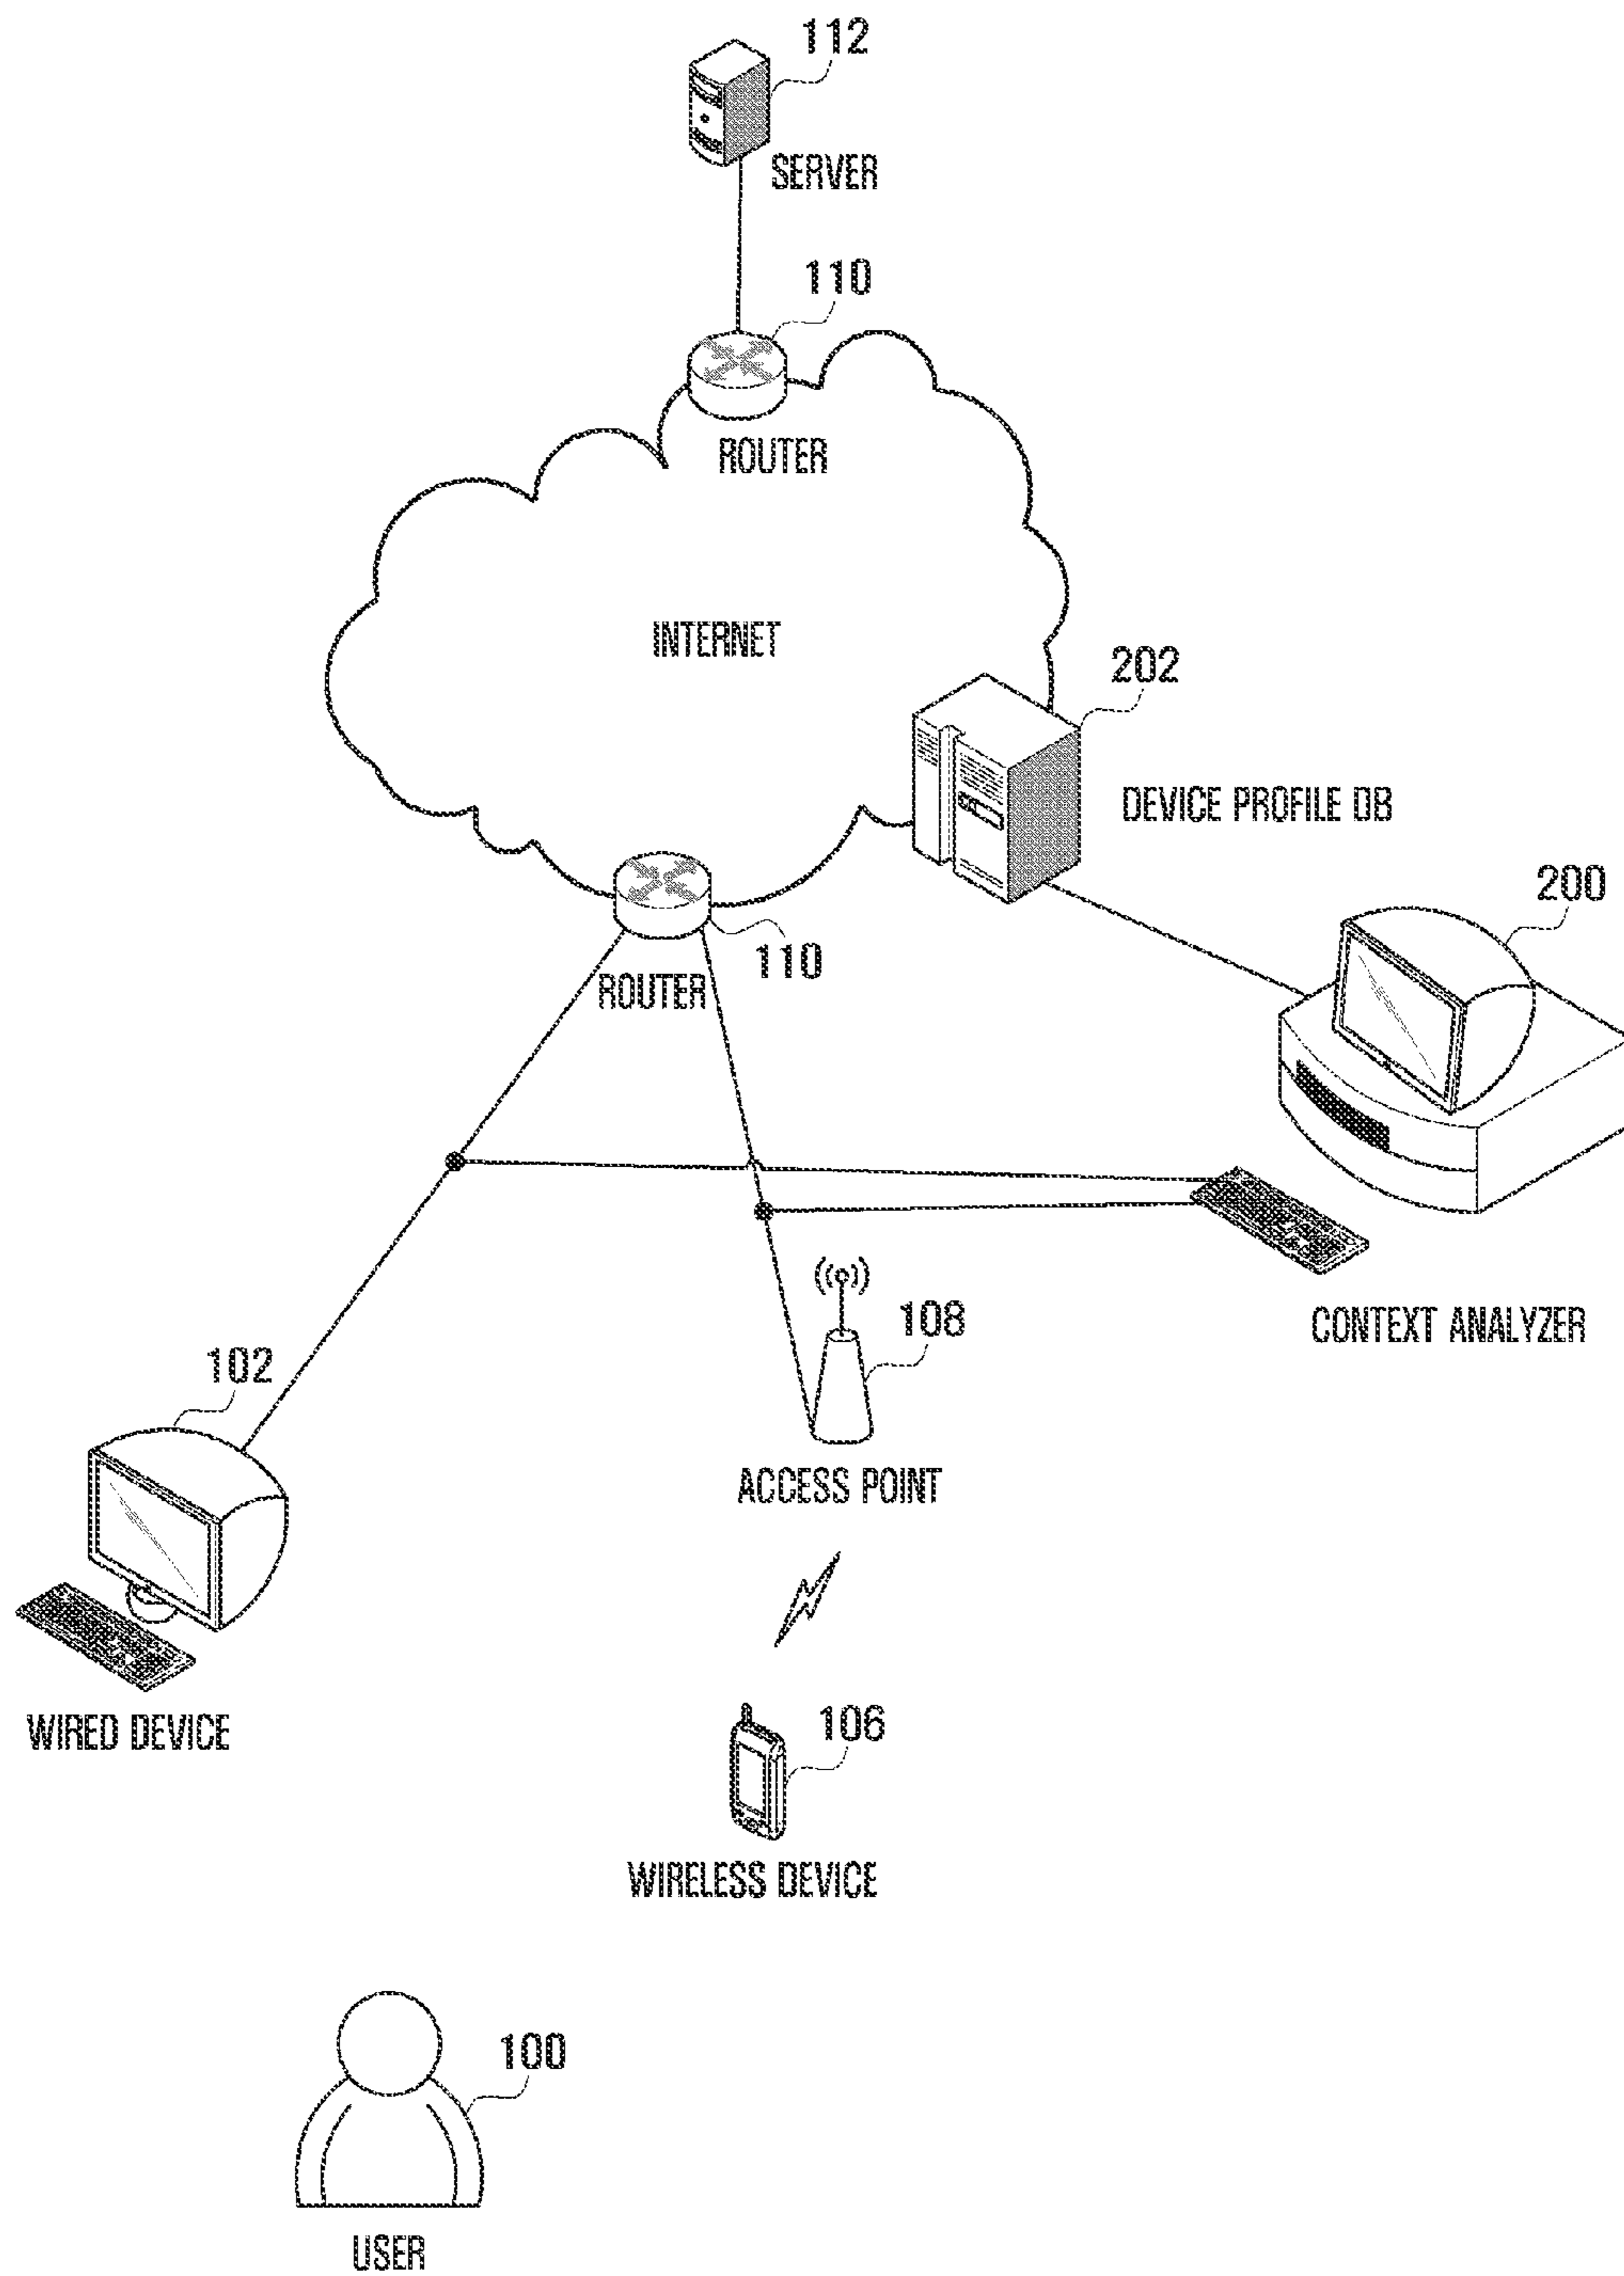 112
SERVER
110
ROUTER
INTERNET
202
DEVICE PROFILE DB
200
110
ROUTER
CONTEXT ANALYZER
108
102
ACCESS POINT
WIRED DEVICE
106
WIRELESS DEVICE
100
USER